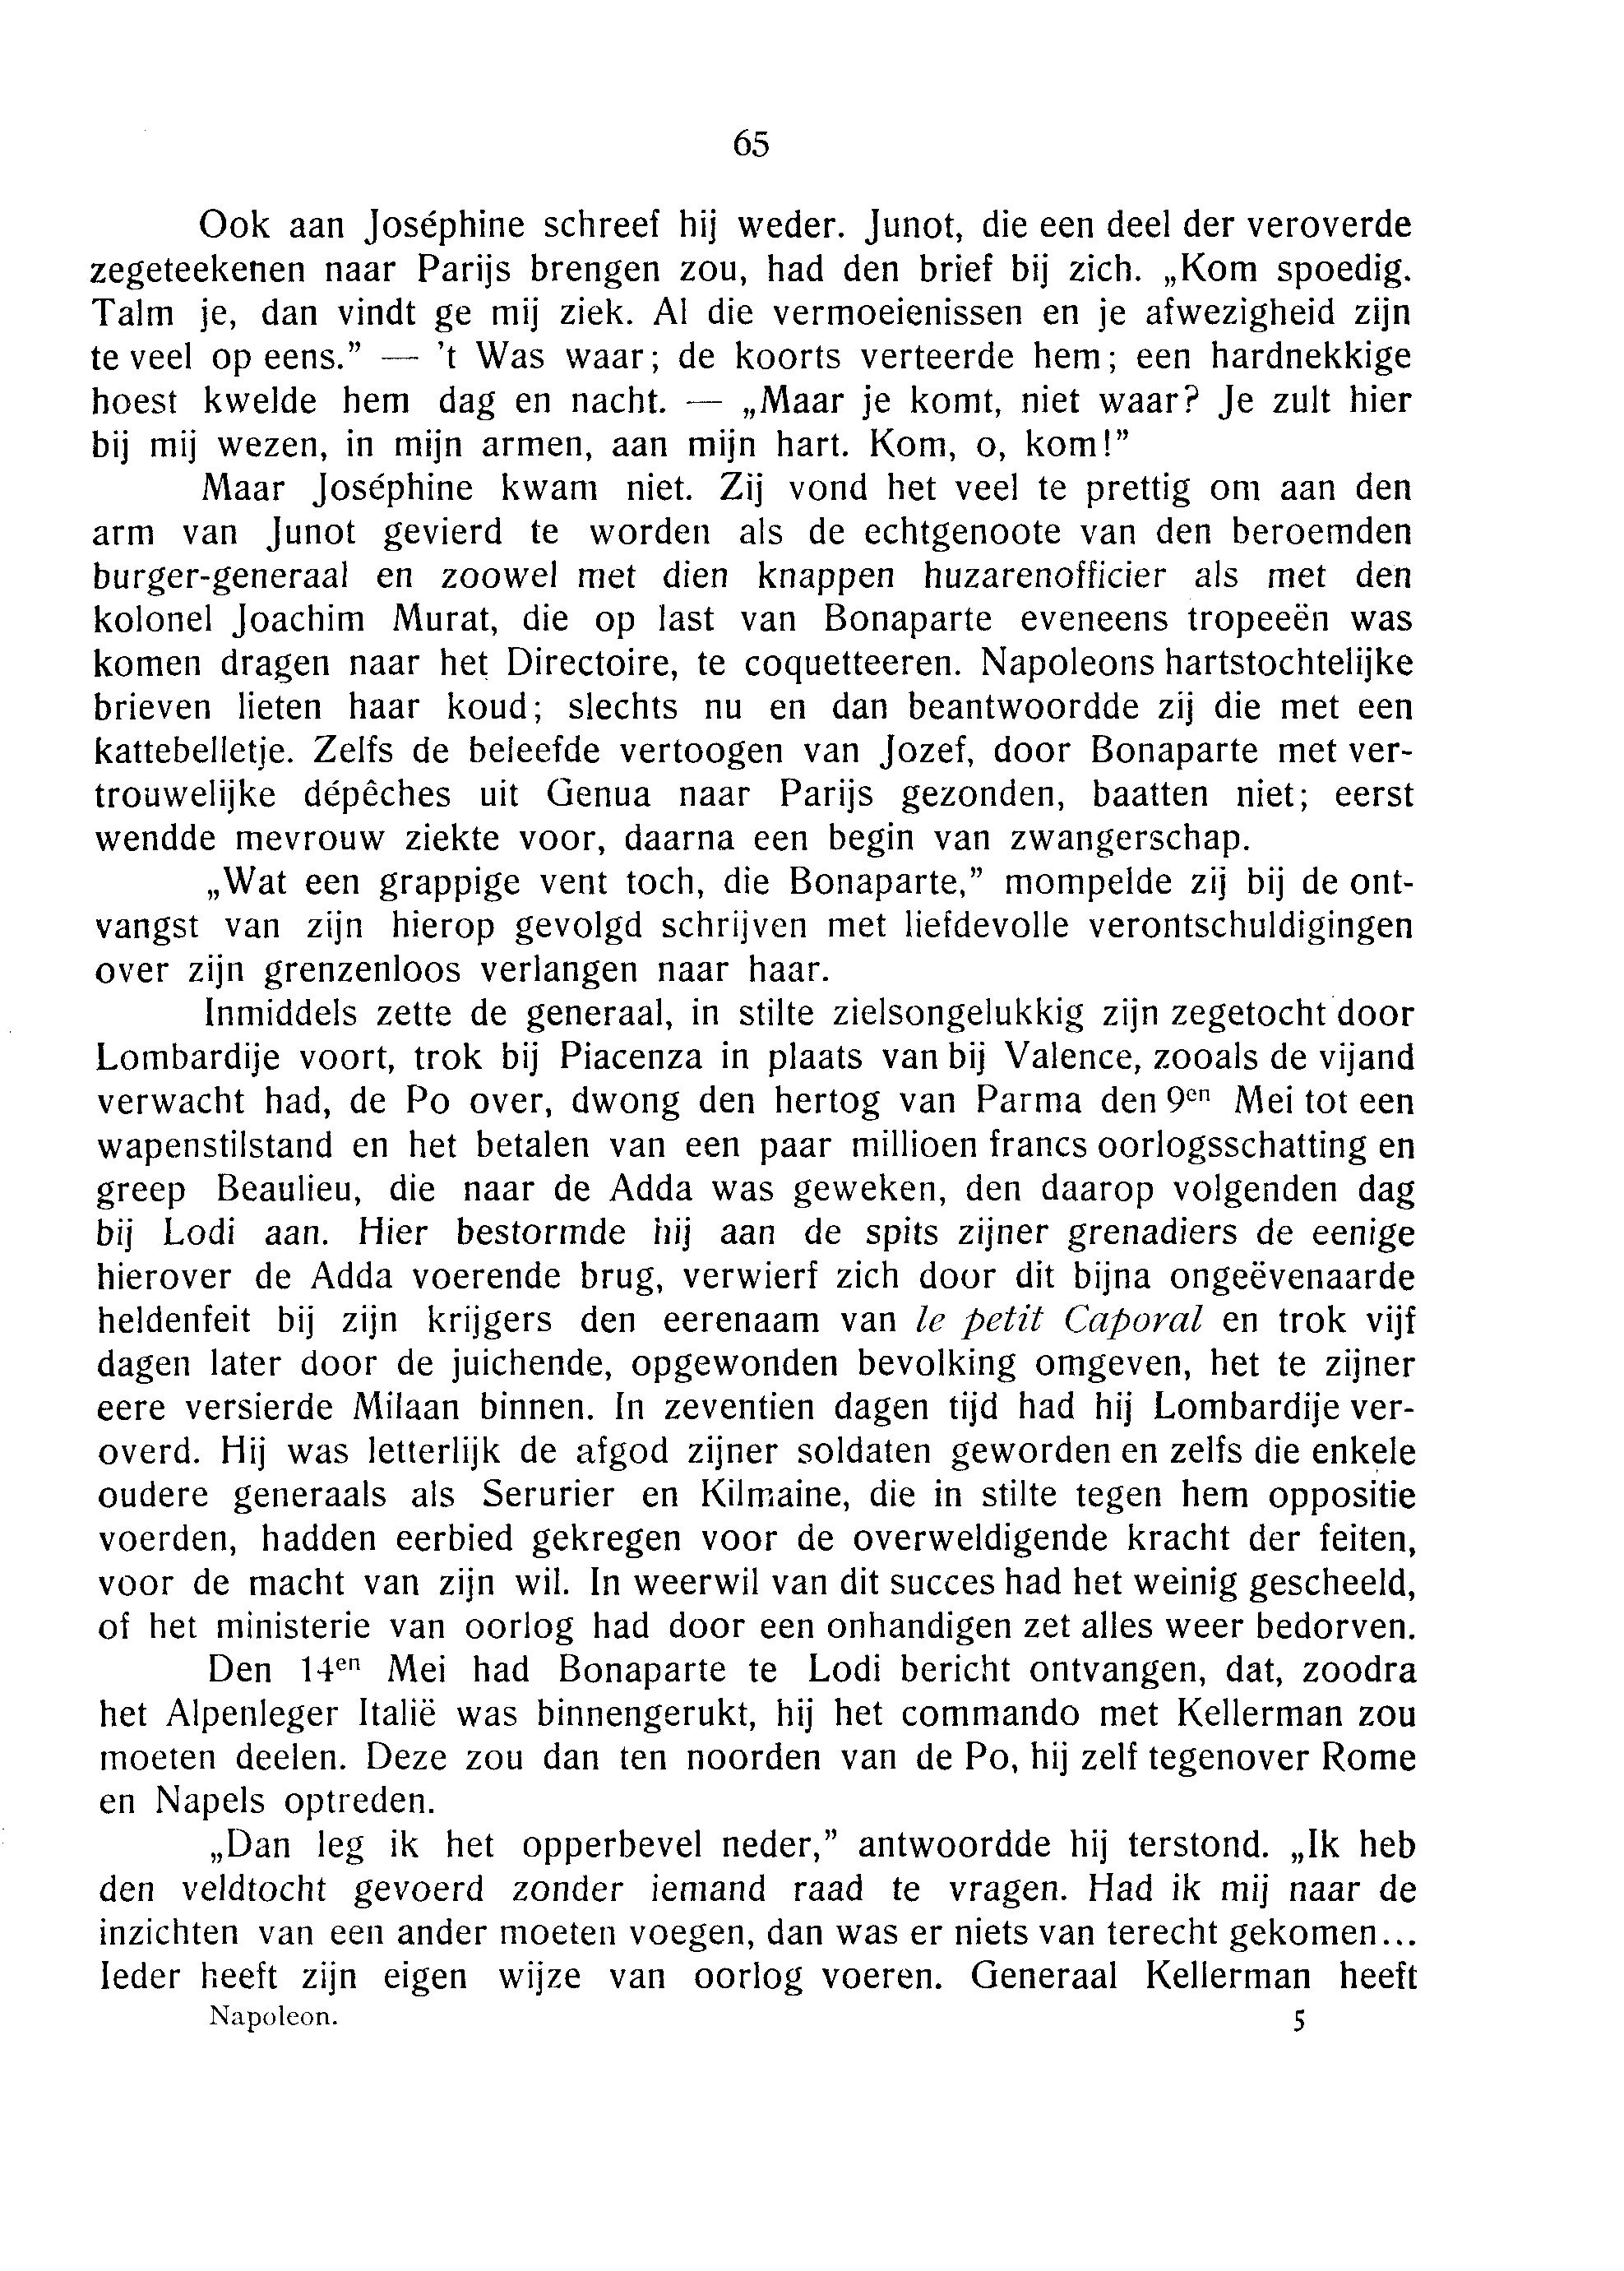 65
Ook aan Joséphine schreef hij weder. Junot, die een deel der veroverde
zegeteekenen naar Parijs brengen zou, had den brief bij zich. „Kom spoedig.
Talm je, dan vindt ge mij ziek. Al die vermoeienissen en je afwezigheid zijn
te veel op eens.” — 't Was waar; de koorts verteerde hem; een hardnekkige
hoest kwelde hem dag en nacht. — „Maar je komt, niet waar? Je zult hier
bij mij wezen, in mijn armen, aan mijn hart. Kom, o, kom!”
Maar Joséphine kwam niet. Zij vond het veel te prettig om aan den
arm van Junot gevierd te worden als de echtgenoote van den beroemden
burger-generaal en zoowel met dien knappen huzarenofficier als met den
kolonel Joachim Murat, die op last van Bonaparte eveneens tropeeën was
komen dragen naar het Directoire, te coquetteeren. Napoleons hartstochtelijke
brieven lieten haar koud; slechts nu en dan beantwoordde zij die met een
kattebelletje. Zelfs de beleefde vertoogen van Jozef, door Bonaparte met ver-
trouwelijke dépêches uit Genua naar Parijs gezonden, baatten niet; eerst
wendde mevrouw ziekte voor, daarna een begin van zwangerschap.
„Wat een grappige vent toch, die Bonaparte,” mompelde zij bij de ont-
vangst van zijn hierop gevolgd schrijven met liefdevolle verontschuldigingen
over zijn grenzenloos verlangen naar haar.
Inmiddels zette de generaal, in stilte zielsongelukkig zijn zegetocht door
Lombardije voort, trok bij Piacenza in plaats van bij Valence, zooals de vijand
verwacht had, de Po over, dwong den hertog van Parma den 9en Mei tot een
wapenstilstand en het betalen van een paar millioen francs oorlogsschatting en
greep Beaulieu, die naar de Adda was geweken, den daarop volgenden dag
bij Lodi aan. Hier bestormde hij aan de spits zijner grenadiers de eenige
hierover de Adda voerende brug, verwierf zich door dit bijna ongeëvenaarde
heldenfeit bij zijn krijgers den eerenaam van le petit Caporal en trok vijf
dagen later door de juichende, opgewonden bevolking omgeven, het te zijner
eere versierde Milaan binnen. In zeventien dagen tijd had hij Lombardije ver-
overd. Hij was letterlijk de afgod zijner soldaten geworden en zelfs die enkele
oudere generaals als Serurier en Kilmaine, die in stilte tegen hem oppositie
voerden, hadden eerbied gekregen voor de overweldigende kracht der feiten,
voor de macht van zijn wil. In weerwil van dit succes had het weinig gescheeld,
of het ministerie van oorlog had door een onhandigen zet alles weer bedorven.
Den 14en Mei had Bonaparte te Lodi bericht ontvangen, dat, zoodra
het Alpenleger Italië was binnengerukt, hij het commando met Kellerman zou
moeten deelen. Deze zou dan ten noorden van de Po, hij zelf tegenover Rome
en Napels optreden.
„Dan leg ik het opperbevel neder,” antwoordde hij terstond. „Ik heb
den veldtocht gevoerd zonder iemand raad te vragen. Had ik mij naar de
inzichten van een ander moeten voegen, dan was er niets van terecht gekomen...
Ieder heeft zijn eigen wijze van oorlog voeren. Generaal Kellerman heeft
Napoleon. 5